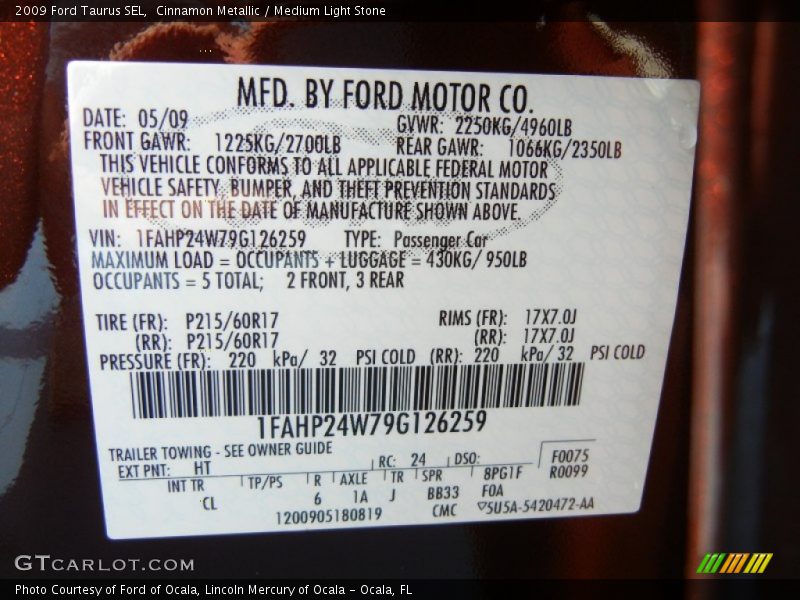 2009 Ford Taurus SEL,  Cinnamon Metallic / Medium Light Stone
MFD. BY FORD MOTOR CO.
DATE: 05/09 GVWR: 2250KG/4960LB
FRONT GAWR: 1225KG/2700LB REAR GAWR: 1066KG/2350LB
THIS VEHICLE CONFORMS TO ALL APPLICABLE FEDERAL MOTOR
VEHICLE SAFETY, BUMPER, AND THEFT PREVENTION STANDARDS
IN EFFECT ON THE DATE OF MANUFACTURE SHOWN ABOVE.
VIN: 1FAHP24W79G126259 TYPE: Passenger Car
MAXIMUM LOAD = OCCUPANTS + LUGGAGE = 430KG/ 950LB
OCCUPANTS = 5 TOTAL; 2 FRONT, 3 REAR
TIRE (FR): P215/60R17 RIMS (FR): 17X7.0J
(RR): P215/60R17 (RR): 17X7.0J
PRESSURE (FR): 220 kPa/ 32 PSI COLD (RR): 220 kPa/ 32 PSI COLD
1FAHP24W79G126259
TRAILER TOWING - SEE OWNER GUIDE
EXT PNT: HT RC: 24 DSO: F0075
INT TR TP/PS R AXLE TR SPR 8PG1F R0099
CL 6 1A J BB33 F0A
1200905180819 CMC ▽5U5A-5420472-AA
GTCARLOT.COM
Photo Courtesy of Ford of Ocala, Lincoln Mercury of Ocala - Ocala, FL